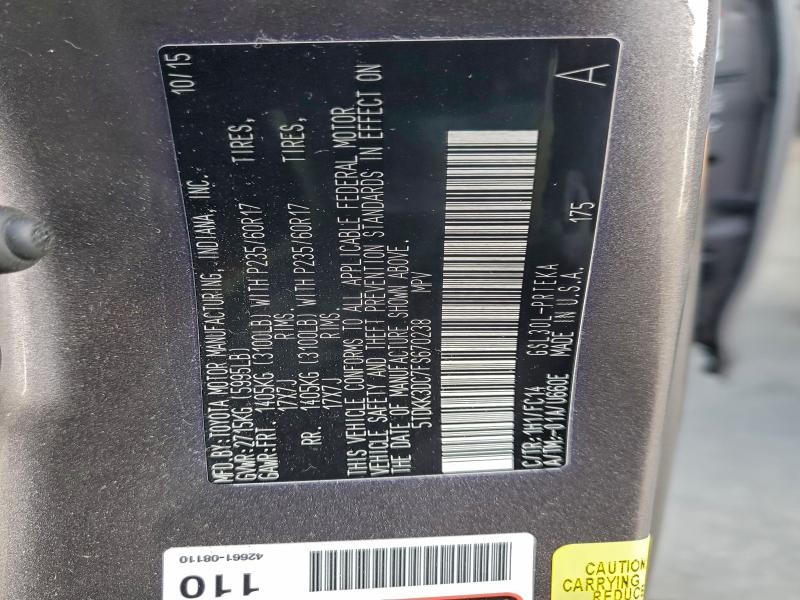 MFD.BY:TOYOTA MOTOR MANUFACTURING, INDIANA, INC. 10/15
GVWR:2715KG (5995LB)
GAWR:FRT. 1405KG (3100LB) WITH P235/60R17 TIRES,
17X7J RIMS.
RR. 1405KG (3100LB) WITH P235/60R17 TIRES,
17X7J RIMS.
THIS VEHICLE CONFORMS TO ALL APPLICABLE FEDERAL MOTOR
VEHICLE SAFETY AND THEFT PREVENTION STANDARDS IN EFFECT ON
THE DATE OF MANUFACTURE SHOWN ABOVE.
5TDKK3DC7FS670238 MPV
C/TR:1H1/FC14 GSL30L-PRTEKA 175
A/TM:-01A/U660E MADE IN U.S.A.
A
110
42661-08110
CAUTION
CARRYING
REDUCE